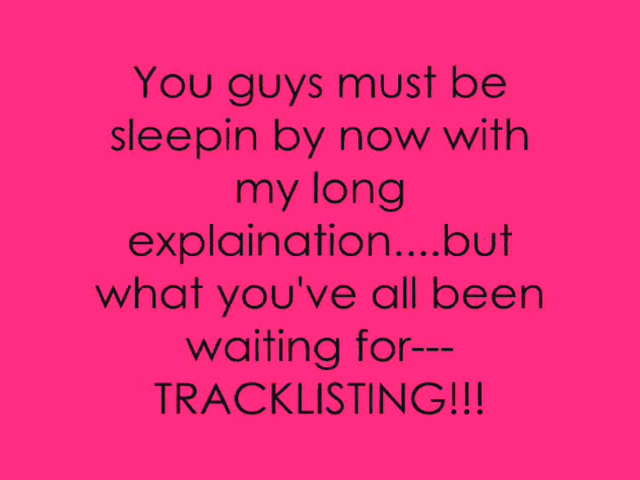 You guys must be
sleepin by now with
my long
explaination....but
what you've all been
waiting for---
TRACKLISTING!!!